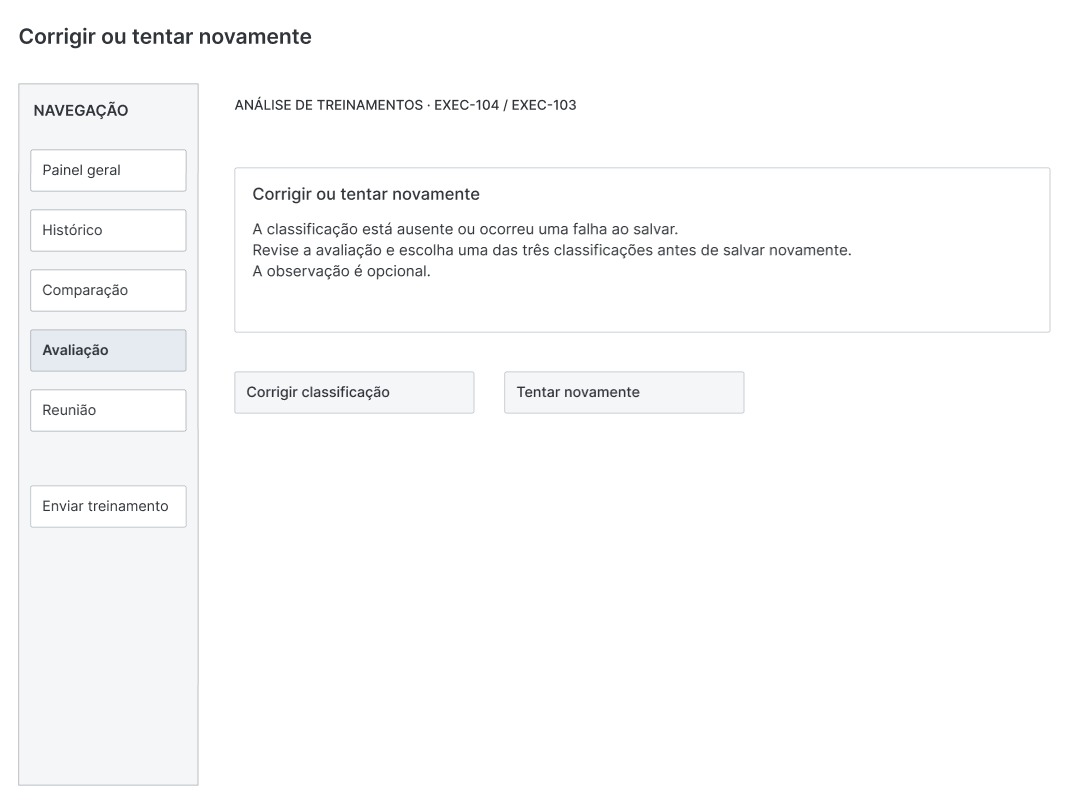 Corrigir ou tentar novamente
NAVEGAÇÃO
Painel geral
Histórico
Comparação
Avaliação
Reunião
Enviar treinamento
ANÁLISE DE TREINAMENTOS · EXEC-104 / EXEC-103
Corrigir ou tentar novamente
A classificação está ausente ou ocorreu uma falha ao salvar.
Revise a avaliação e escolha uma das três classificações antes de salvar novamente.
A observação é opcional.
Corrigir classificação
Tentar novamente